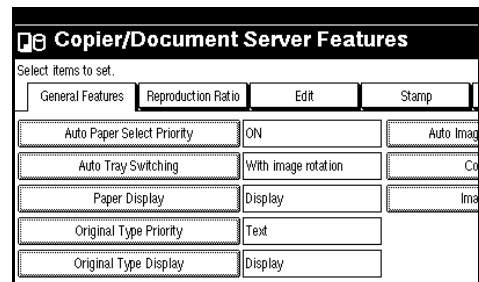 Copier/Document Server Features
Select items to set.
General Features Reproduction Ratio Edit Stamp
Auto Paper Select Priority ON Auto
Auto Tray Switching With image rotation
Paper Display Display
Original Type Priority Text
Original Type Display Display